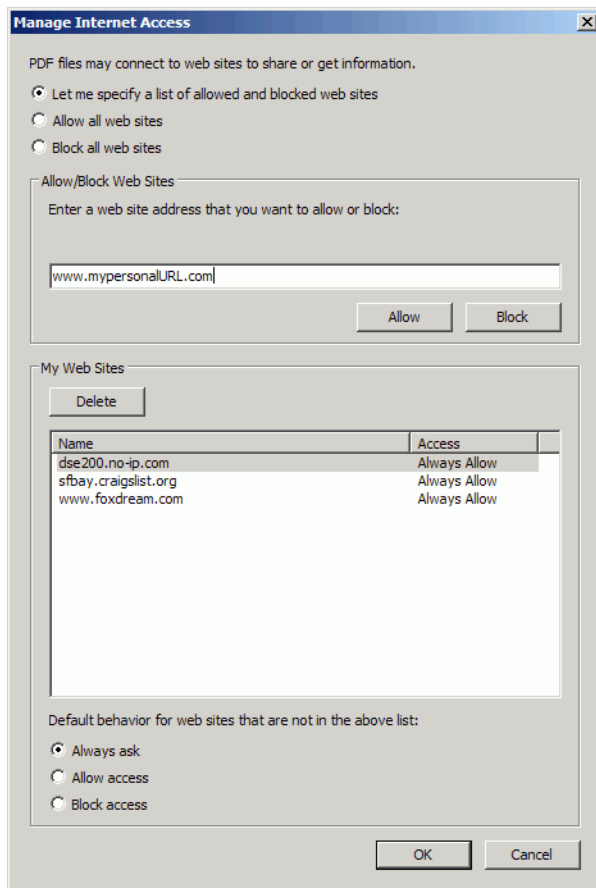 Manage Internet Access
PDF files may connect to web sites to share or get information.
Let me specify a list of allowed and blocked web sites
Allow all web sites
Block all web sites
Allow/Block Web Sites
Enter a web site address that you want to allow or block:
www.mypersonalURL.com
Allow Block
My Web Sites
Delete
Name Access
dse200.no-ip.com Always Allow
sfbay.craigslist.org Always Allow
www.foxdream.com Always Allow
Default behavior for web sites that are not in the above list:
Always ask
Allow access
Block access
OK Cancel